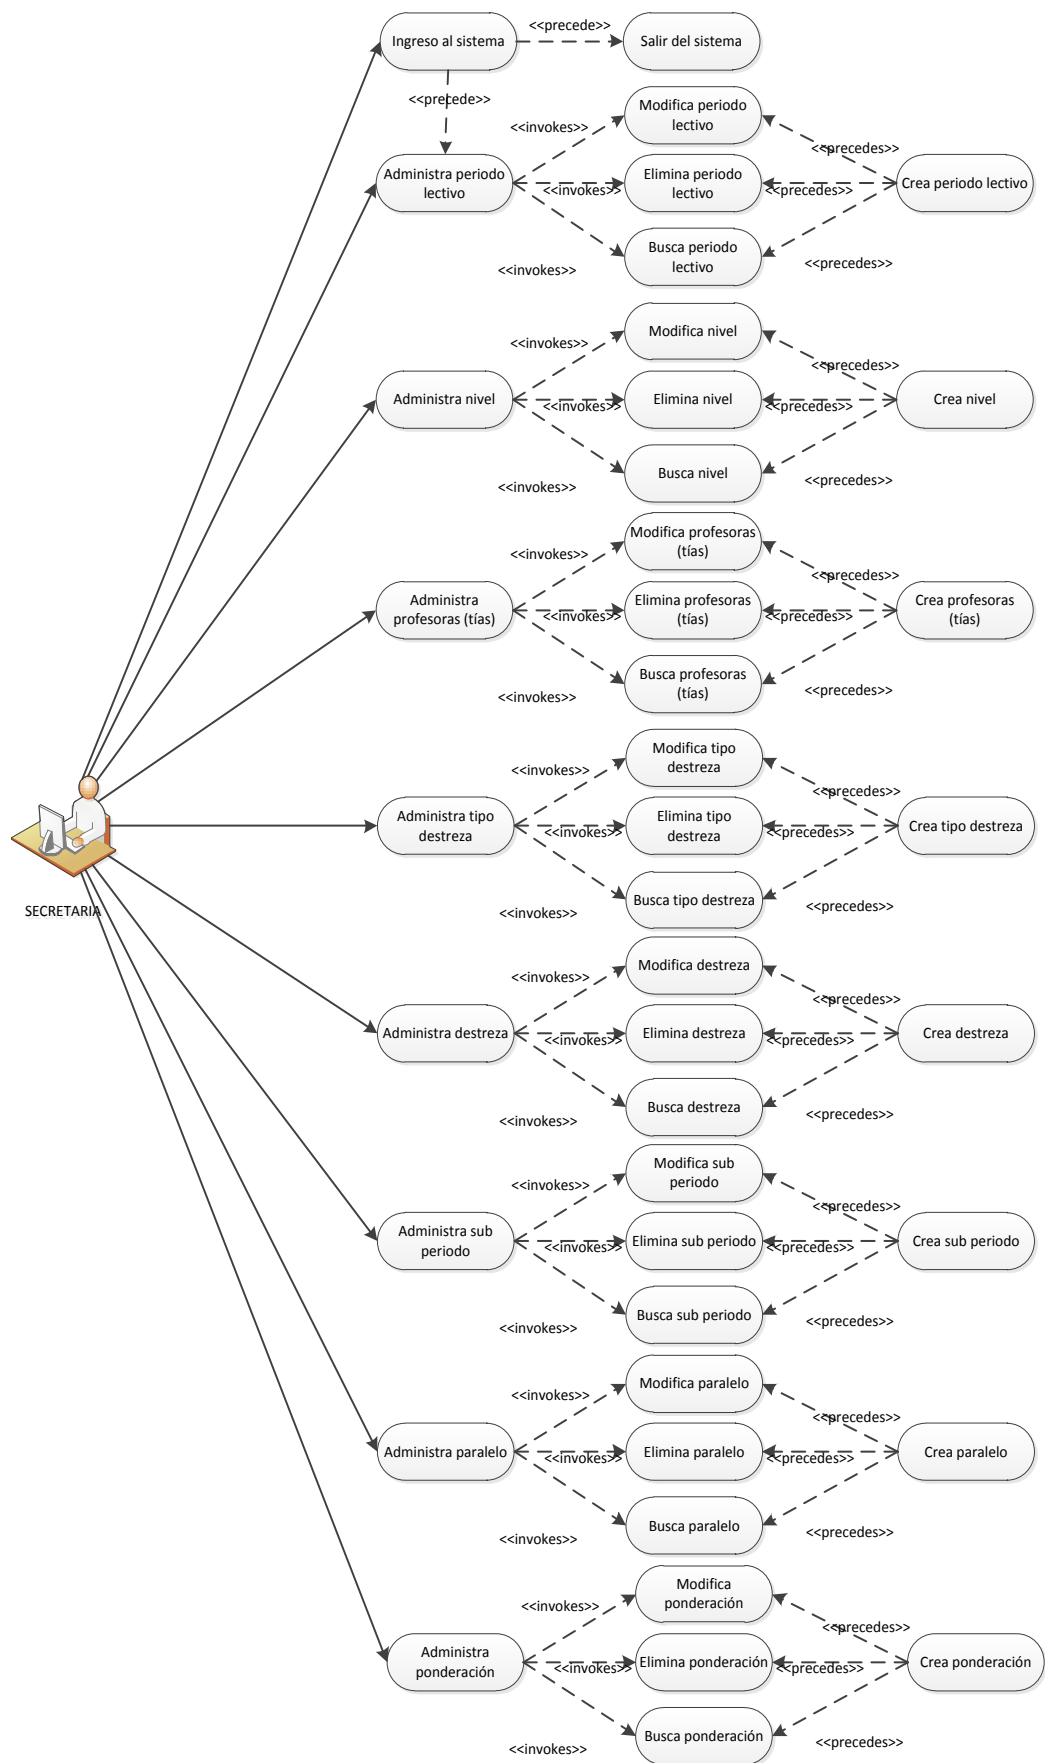 Ingreso al sistema
<<precede>>
Salir del sistema
<<precede>>
Administra periodo
lectivo
<<invokes>>
<<invokes>>
<<invokes>>
Modifica periodo
lectivo
Elimina periodo
lectivo
Busca periodo
lectivo
<<precedes>>
<<precedes>>
<<precedes>>
Crea periodo lectivo
Administra nivel
<<invokes>>
<<invokes>>
<<invokes>>
Modifica nivel
Elimina nivel
Busca nivel
<<precedes>>
<<precedes>>
<<precedes>>
Crea nivel
Administra
profesoras (tías)
<<invokes>>
<<invokes>>
<<invokes>>
Modifica profesoras
(tías)
Elimina profesoras
(tías)
Busca profesoras
(tías)
<<precedes>>
<<precedes>>
<<precedes>>
Crea profesoras
(tías)
SECRETARIA
Administra tipo
destreza
<<invokes>>
<<invokes>>
<<invokes>>
Modifica tipo
destreza
Elimina tipo
destreza
Busca tipo destreza
<<precedes>>
<<precedes>>
<<precedes>>
Crea tipo destreza
Administra destreza
<<invokes>>
<<invokes>>
<<invokes>>
Modifica destreza
Elimina destreza
Busca destreza
<<precedes>>
<<precedes>>
<<precedes>>
Crea destreza
Administra sub
periodo
<<invokes>>
<<invokes>>
<<invokes>>
Modifica sub
periodo
Elimina sub periodo
Busca sub periodo
<<precedes>>
<<precedes>>
<<precedes>>
Crea sub periodo
Administra paralelo
<<invokes>>
<<invokes>>
<<invokes>>
Modifica paralelo
Elimina paralelo
Busca paralelo
<<precedes>>
<<precedes>>
<<precedes>>
Crea paralelo
Administra
ponderación
<<invokes>>
<<invokes>>
<<invokes>>
Modifica
ponderación
Elimina ponderación
Busca ponderación
<<precedes>>
<<precedes>>
<<precedes>>
Crea ponderación